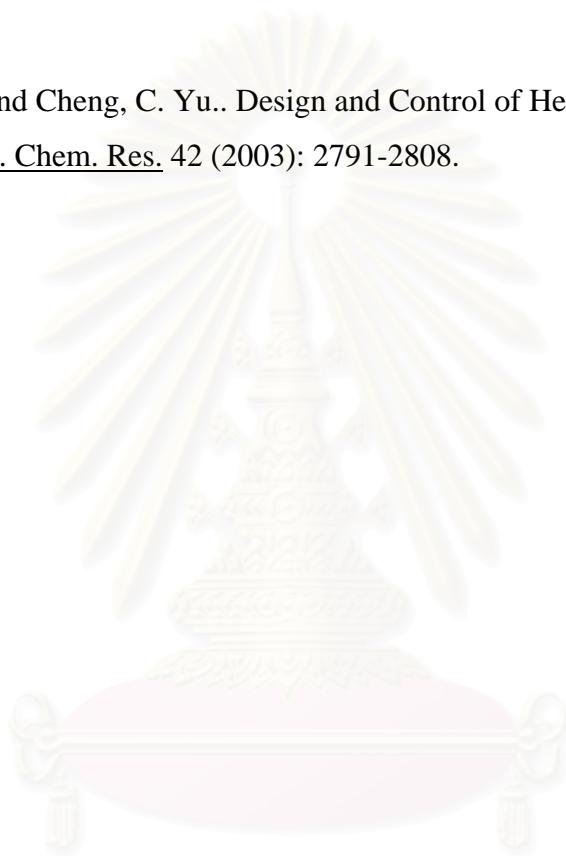 nd Cheng, C. Yu.. Design and Control of He
. Chem. Res. 42 (2003): 2791-2808.